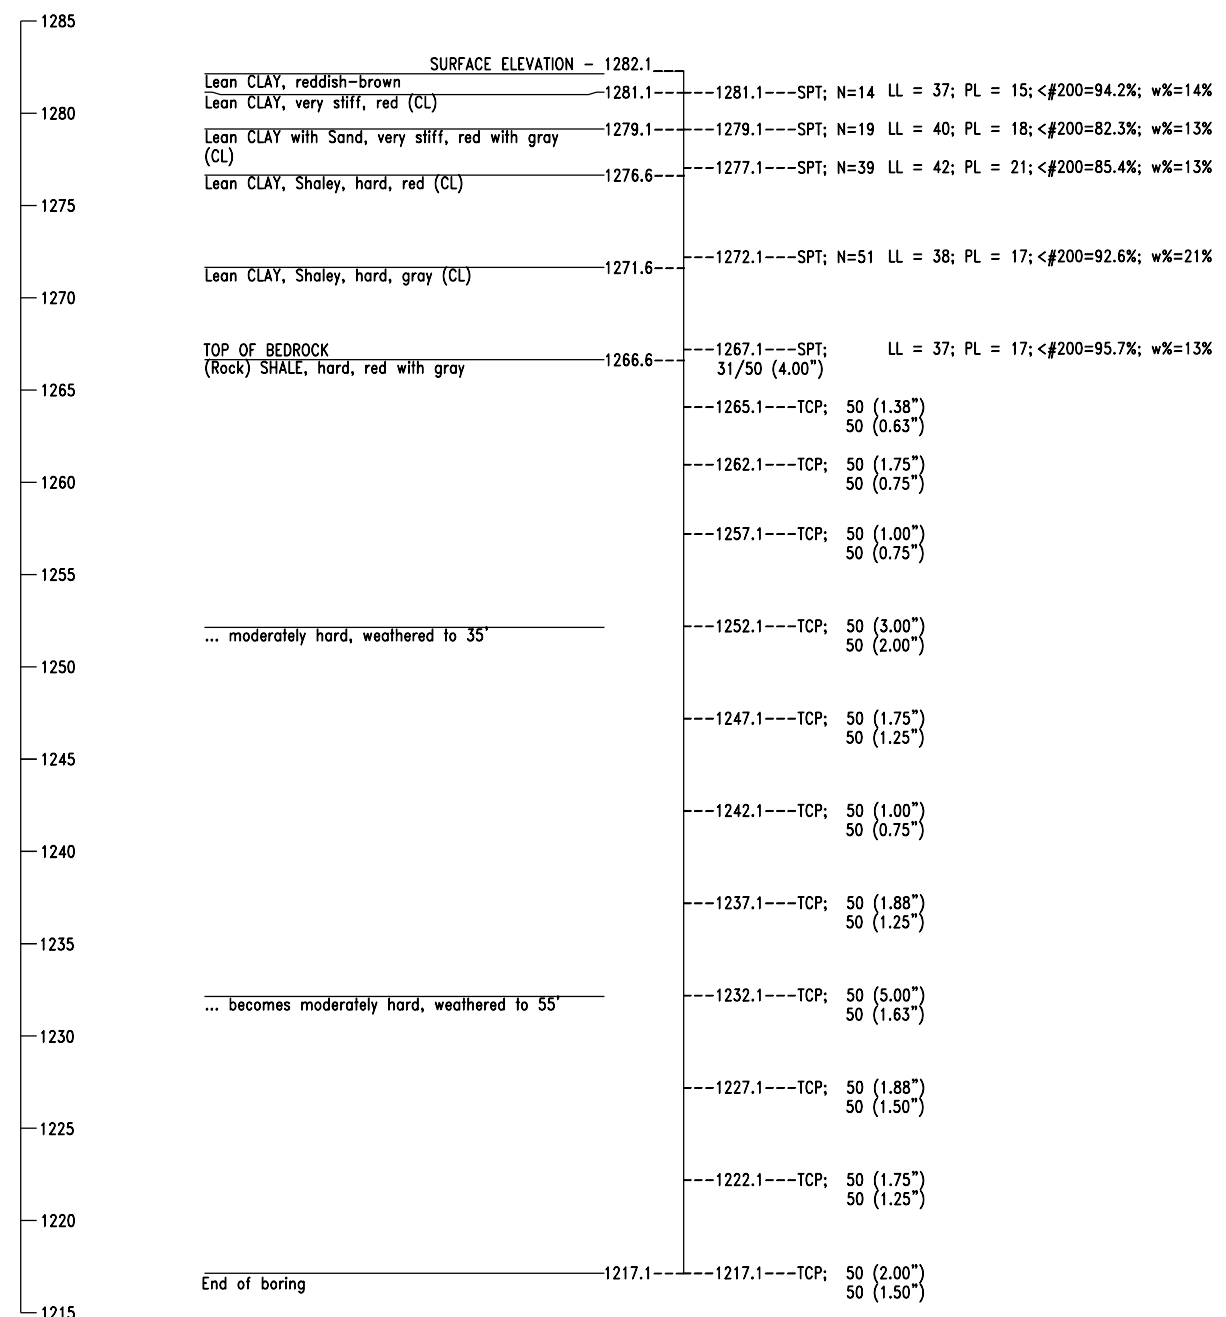 1285
SURFACE ELEVATION - 1282.1
Lean CLAY, reddish-brown
1281.1
1281.1---SPT; N=14 LL = 37; PL = 15; <#200=94.2%; w%=14%
Lean CLAY, very stiff, red (CL)
1280
1279.1
1279.1---SPT; N=19 LL = 40; PL = 18; <#200=82.3%; w%=13%
Lean CLAY with Sand, very stiff, red with gray
(CL)
1277.1---SPT; N=39 LL = 42; PL = 21; <#200=85.4%; w%=13%
1276.6
Lean CLAY, Shaley, hard, red (CL)
1275
1272.1---SPT; N=51 LL = 38; PL = 17; <#200=92.6%; w%=21%
1271.6
Lean CLAY, Shaley, hard, gray (CL)
1270
TOP OF BEDROCK
1267.1---SPT; LL = 37; PL = 17; <#200=95.7%; w%=13%
1266.6
(Rock) SHALE, hard, red with gray
31/50 (4.00")
1265
1265.1---TCP; 50 (1.38")
50 (0.63")
1262.1---TCP; 50 (1.75")
50 (0.75")
1260
1257.1---TCP; 50 (1.00")
50 (0.75")
1255
1252.1---TCP; 50 (3.00")
... moderately hard, weathered to 35'
50 (2.00")
1250
1247.1---TCP; 50 (1.75")
50 (1.25")
1245
1242.1---TCP; 50 (1.00")
50 (0.75")
1240
1237.1---TCP; 50 (1.88")
50 (1.25")
1235
1232.1---TCP; 50 (5.00")
... becomes moderately hard, weathered to 55'
50 (1.63")
1230
1227.1---TCP; 50 (1.88")
50 (1.50")
1225
1222.1---TCP; 50 (1.75")
50 (1.25")
1220
1217.1
1217.1---TCP; 50 (2.00")
End of boring
50 (1.50")
1215